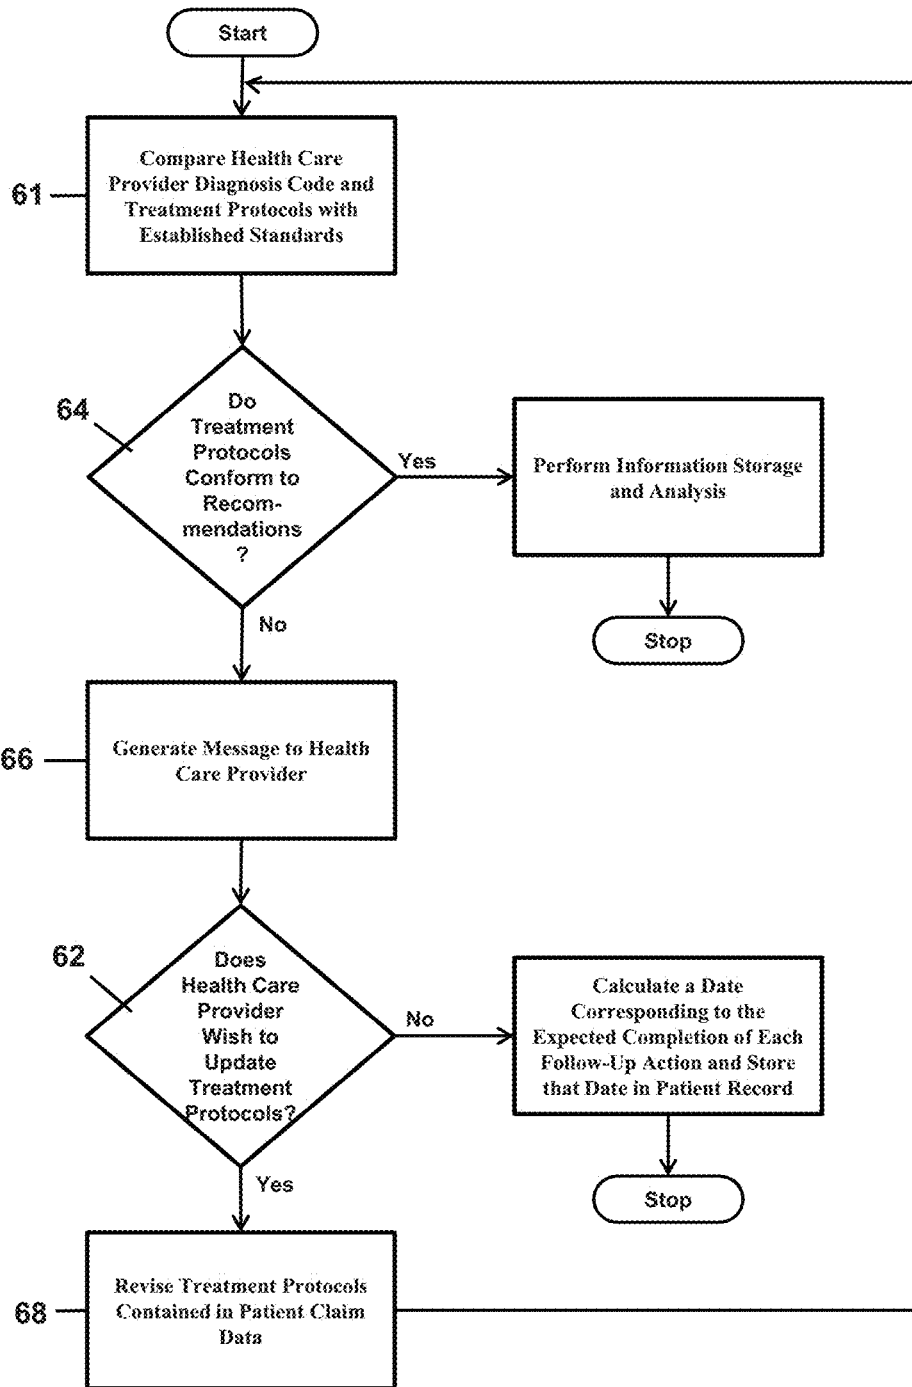 Start
Compare Health Care
Provider Diagnosis Code and
Treatment Protocols with
Established Standards
61
64
Do
Treatment
Protocols
Conform to
Recom-
mendations
?
Yes
Perform Information Storage
and Analysis
Stop
No
66
Generate Message to Health
Care Provider
62
Does
Health Care
Provider
Wish to
Update
Treatment
Protocols?
No
Calculate a Date
Corresponding to the
Expected Completion of Each
Follow-Up Action and Store
that Date in Patient Record
Stop
Yes
68
Revise Treatment Protocols
Contained in Patient Claim
Data